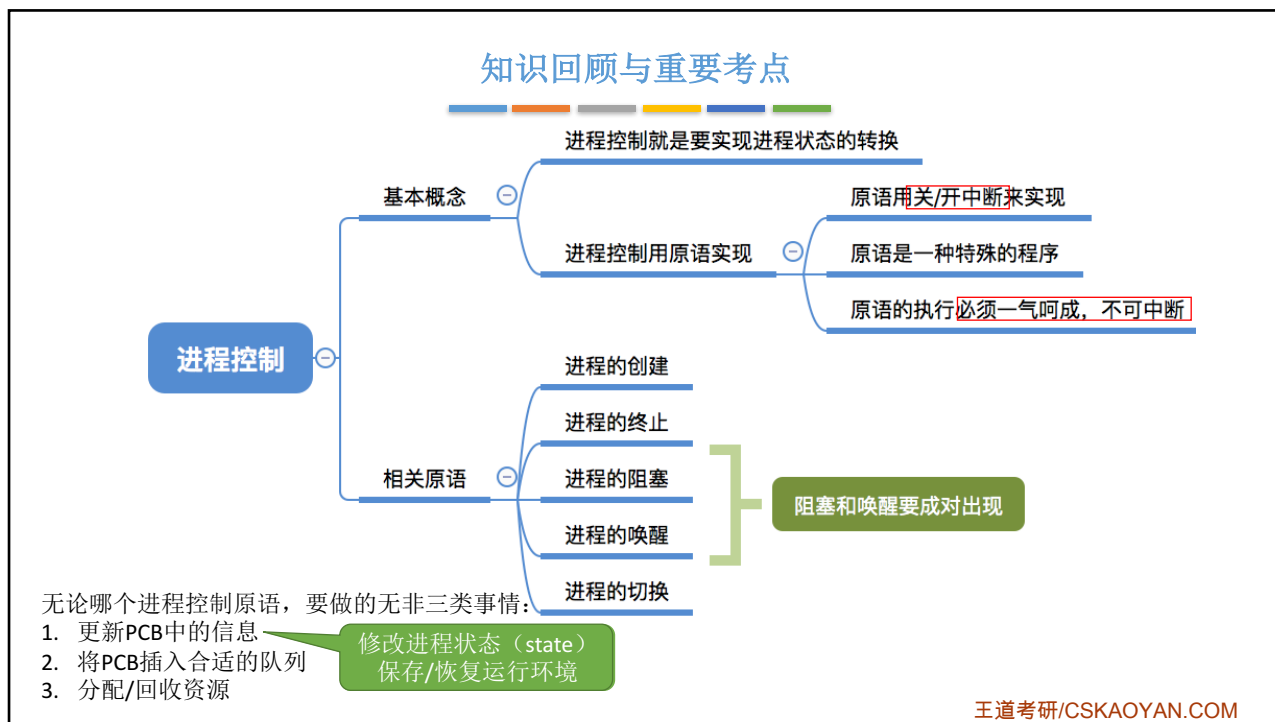 知识回顾与重要考点
进程控制
基本概念
进程控制就是要实现进程状态的转换
进程控制用原语实现
原语用关/开中断来实现
原语是一种特殊的程序
原语的执行必须一气呵成，不可中断
相关原语
进程的创建
进程的终止
进程的阻塞
进程的唤醒
进程的切换
阻塞和唤醒要成对出现
无论哪个进程控制原语，要做的无非三类事情：
1. 更新PCB中的信息
2. 将PCB插入合适的队列
3. 分配/回收资源
修改进程状态（state）
保存/恢复运行环境
王道考研/CSKAOYAN.COM